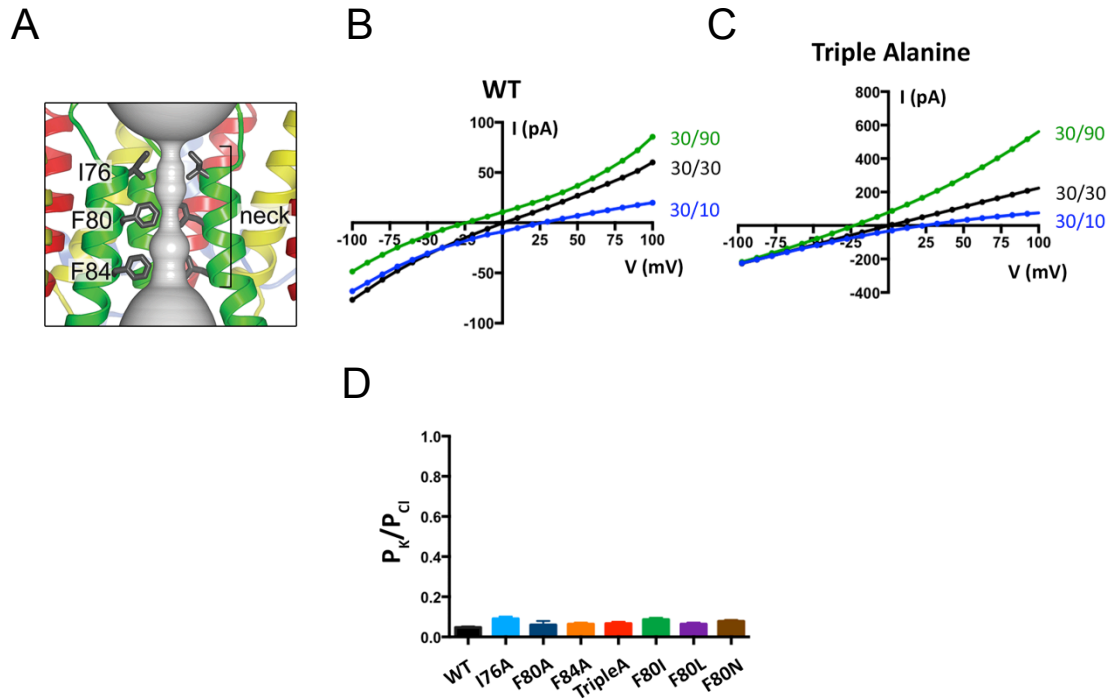 A
I76
F80
F84
neck
B
WT
I (pA)
100
50
-50
-100
-100 -75 -50 -25 25 50 75 100
V (mV)
30/90
30/30
30/10
C
Triple Alanine
I (pA)
800
600
400
200
-200
-400
-100 -75 -50 -25 25 50 75 100
V (mV)
30/90
30/30
30/10
D
P_K/P_Cl
1.0
0.8
0.6
0.4
0.2
0.0
WT I76A F80A F84A TripleA F80I F80L F80N